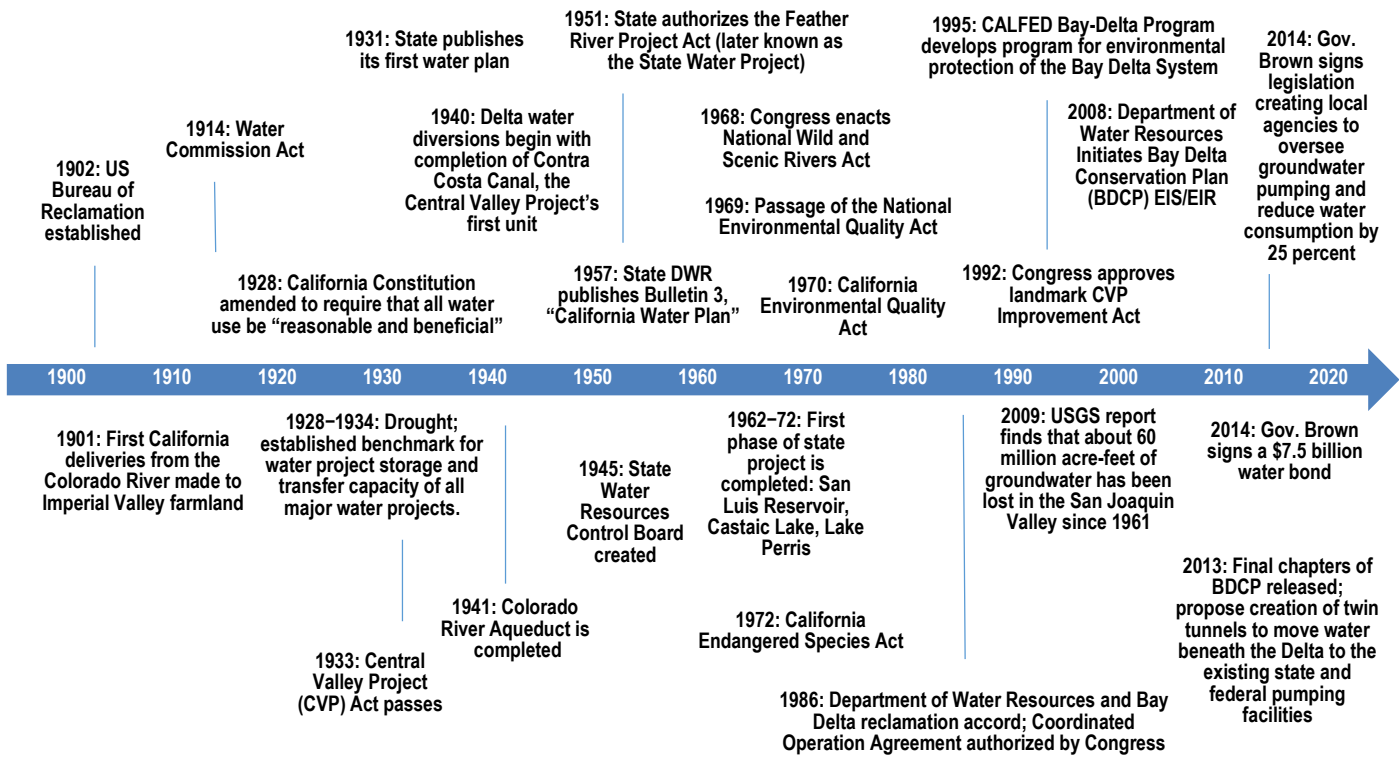 1902: US
Bureau of
Reclamation
established
1914: Water
Commission Act
1928: California Constitution
amended to require that all water
use be “reasonable and beneficial”
1931: State publishes
its first water plan
1940: Delta water
diversions begin with
completion of Contra
Costa Canal, the
Central Valley Project’s
first unit
1951: State authorizes the Feather
River Project Act (later known as
the State Water Project)
1957: State DWR
publishes Bulletin 3,
“California Water Plan”
1968: Congress enacts
National Wild and
Scenic Rivers Act
1969: Passage of the National
Environmental Quality Act
1970: California
Environmental Quality
Act
1995: CALFED Bay-Delta Program
develops program for environmental
protection of the Bay Delta System
2008: Department of
Water Resources
Initiates Bay Delta
Conservation Plan
(BDCP) EIS/EIR
1992: Congress approves
landmark CVP
Improvement Act
2014: Gov.
Brown signs
legislation
creating local
agencies to
oversee
groundwater
pumping and
reduce water
consumption by
25 percent
1900 1910 1920 1930 1940 1950 1960 1970 1980 1990 2000 2010 2020
1901: First California
deliveries from the
Colorado River made to
Imperial Valley farmland
1928–1934: Drought;
established benchmark for
water project storage and
transfer capacity of all
major water projects.
1933: Central
Valley Project
(CVP) Act passes
1941: Colorado
River Aqueduct is
completed
1945: State
Water
Resources
Control Board
created
1962–72: First
phase of state
project is
completed: San
Luis Reservoir,
Castaic Lake, Lake
Perris
1972: California
Endangered Species Act
1986: Department of Water Resources and Bay
Delta reclamation accord; Coordinated
Operation Agreement authorized by Congress
2009: USGS report
finds that about 60
million acre-feet of
groundwater has been
lost in the San Joaquin
Valley since 1961
2014: Gov. Brown
signs a $7.5 billion
water bond
2013: Final chapters of
BDCP released;
propose creation of twin
tunnels to move water
beneath the Delta to the
existing state and
federal pumping
facilities